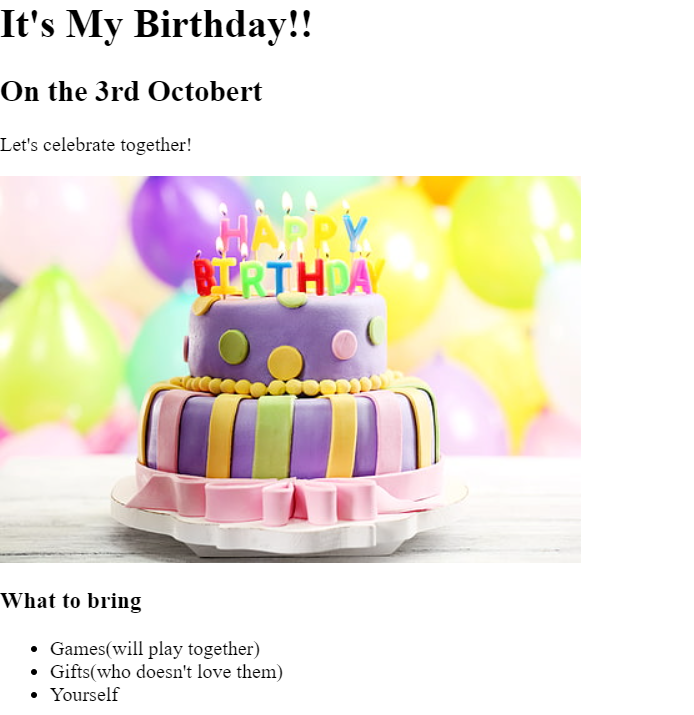 It's My Birthday!!
On the 3rd Octobert
Let's celebrate together!
HAPPY
BIRTHDAY
What to bring
Games(will play together)
Gifts(who doesn't love them)
Yourself